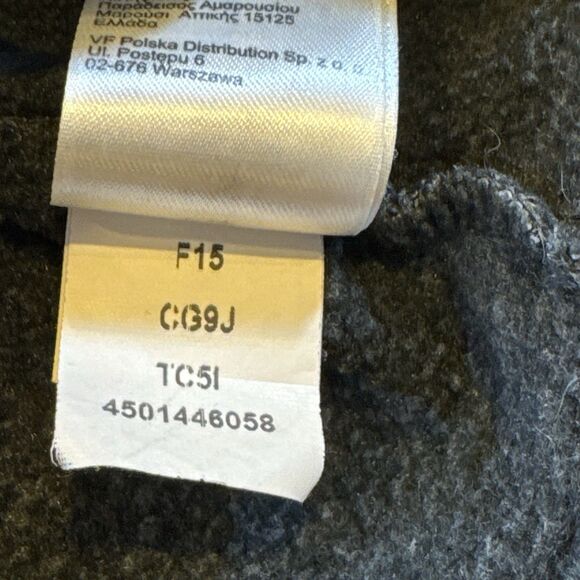 Παράδεισος Αμαρουσίου
Μαρούσι Αττικής 15125
Ελλάδα
VF Polska Distribution Sp. z o. o.
Ul. Postępu 6
02-676 Warszawa
F15
CG9J
TC5I
4501446058